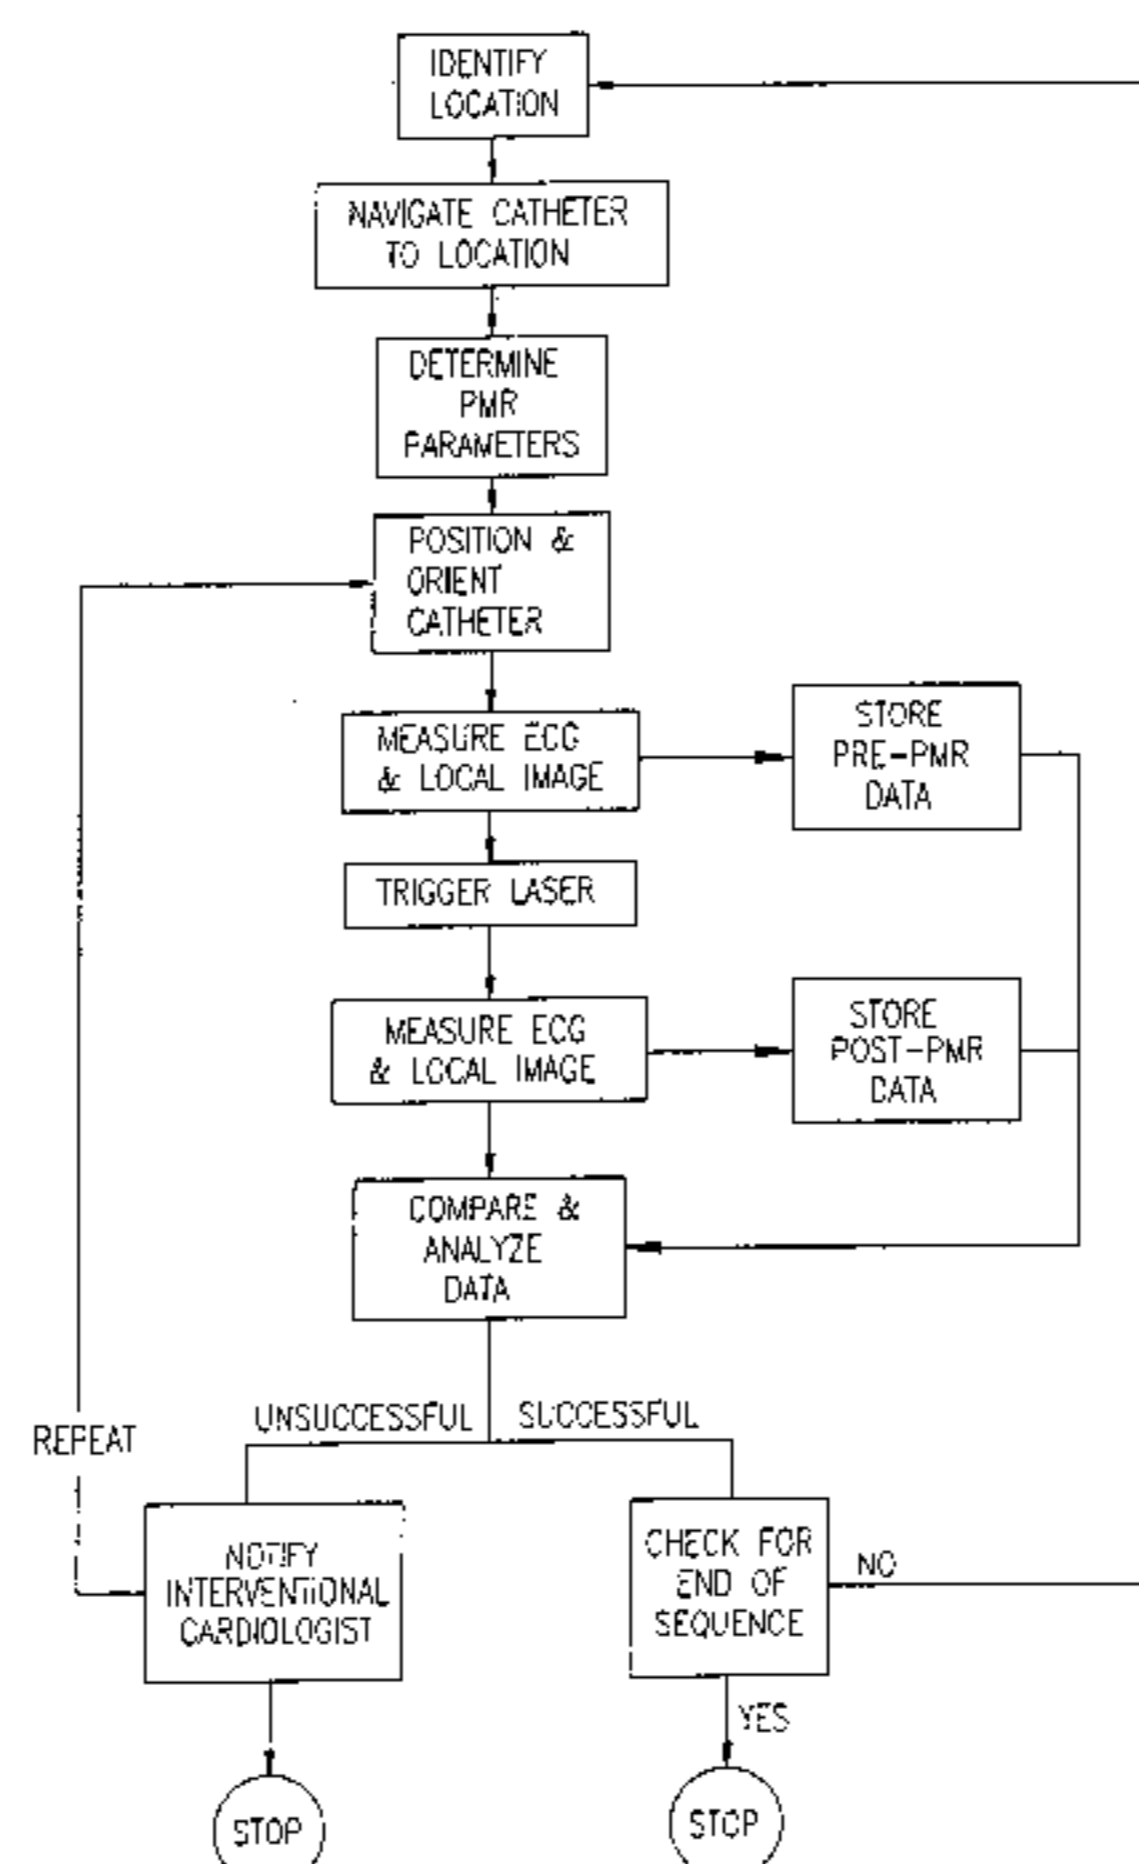 IDENTIFY
LOCATION
NAVIGATE CATHETER
TO LOCATION
DETERMINE
PMR
PARAMETERS
POSITION &
ORIENT
CATHETER
MEASURE ECG
& LOCAL IMAGE
STORE
PRE-PMR
DATA
TRIGGER LASER
MEASURE ECG
& LOCAL IMAGE
STORE
POST-PMR
DATA
COMPARE &
ANALYZE
DATA
UNSUCCESSFUL
SUCCESSFUL
REPEAT
NOTIFY
INTERVENTIONAL
CARDIOLOGIST
CHECK FOR
END OF
SEQUENCE
NO
YES
STOP
STOP